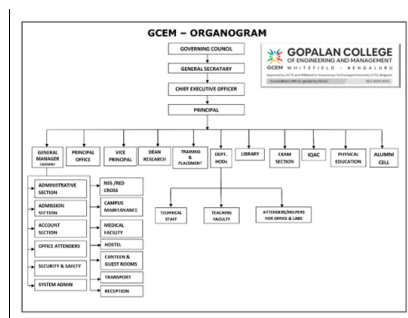 GCEM – ORGANOGRAM
GOVERNING COUNCIL
GENERAL SECRATARY
CHIEF EXECUTIVE OFFICER
PRINCIPAL
GOPALAN COLLEGE
OF ENGINEERING AND MANAGEMENT
GCEM WHITEFIELD - BENGALURU
GENERAL
MANAGER
PRINCIPAL
OFFICE
VICE
PRINCIPAL
DEAN
RESEARCH
TRAINING
&
PLACEMENT
DEPT.
HODs
LIBRARY
EXAM
SECTION
IQAC
PHYSICAL
EDUCATION
ALUMNI
CELL
ADMINISTRATIVE
SECTION
ADMISSION
SECTION
ACCOUNT
SECTION
OFFICE ATTENDERS
SECURITY & SAFETY
SYSTEM ADMIN
NSS /RED
CROSS
CAMPUS
MAINTANANCE
MEDICAL
FACILITY
HOSTEL
CANTEEN &
GUEST ROOMS
TRANSPORT
RECEPTION
TECHNICAL
STAFF
TEACHING
FACULTY
ATTENDERS/HELPERS
FOR OFFICE & LABS